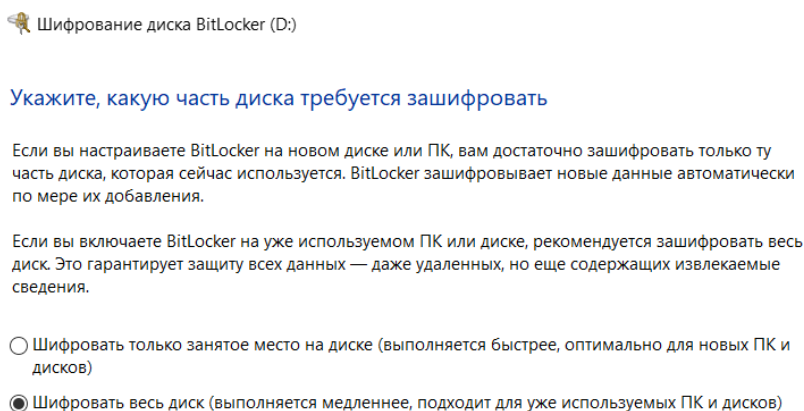 Шифрование диска BitLocker (D:)
Укажите, какую часть диска требуется зашифровать
Если вы настраиваете BitLocker на новом диске или ПК, вам достаточно зашифровать только ту
часть диска, которая сейчас используется. BitLocker зашифровывает новые данные автоматически
по мере их добавления.
Если вы включаете BitLocker на уже используемом ПК или диске, рекомендуется зашифровать весь
диск. Это гарантирует защиту всех данных — даже удаленных, но еще содержащих извлекаемые
сведения.
Шифровать только занятое место на диске (выполняется быстрее, оптимально для новых ПК и
дисков)
Шифровать весь диск (выполняется медленнее, подходит для уже используемых ПК и дисков)